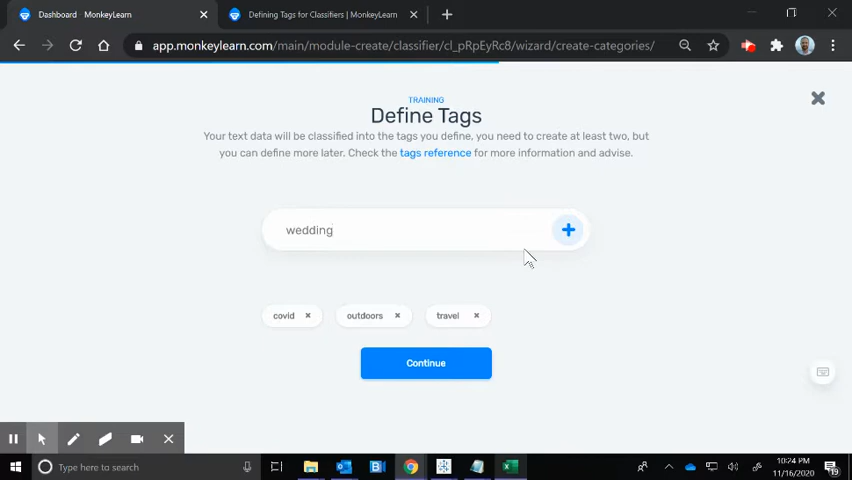 Dashboard - MonkeyLearn
Defining Tags for Classifiers | MonkeyLearn
app.monkeylearn.com/main/module-create/classifier/cl_pRpEyRc8/wizard/create-categories/
TRAINING
Define Tags
Your text data will be classified into the tags you define, you need to create at least two, but
you can define more later. Check the tags reference for more information and advise.
wedding
covid
outdoors
travel
Continue
Type here to search
10:24 PM
11/16/2020
19